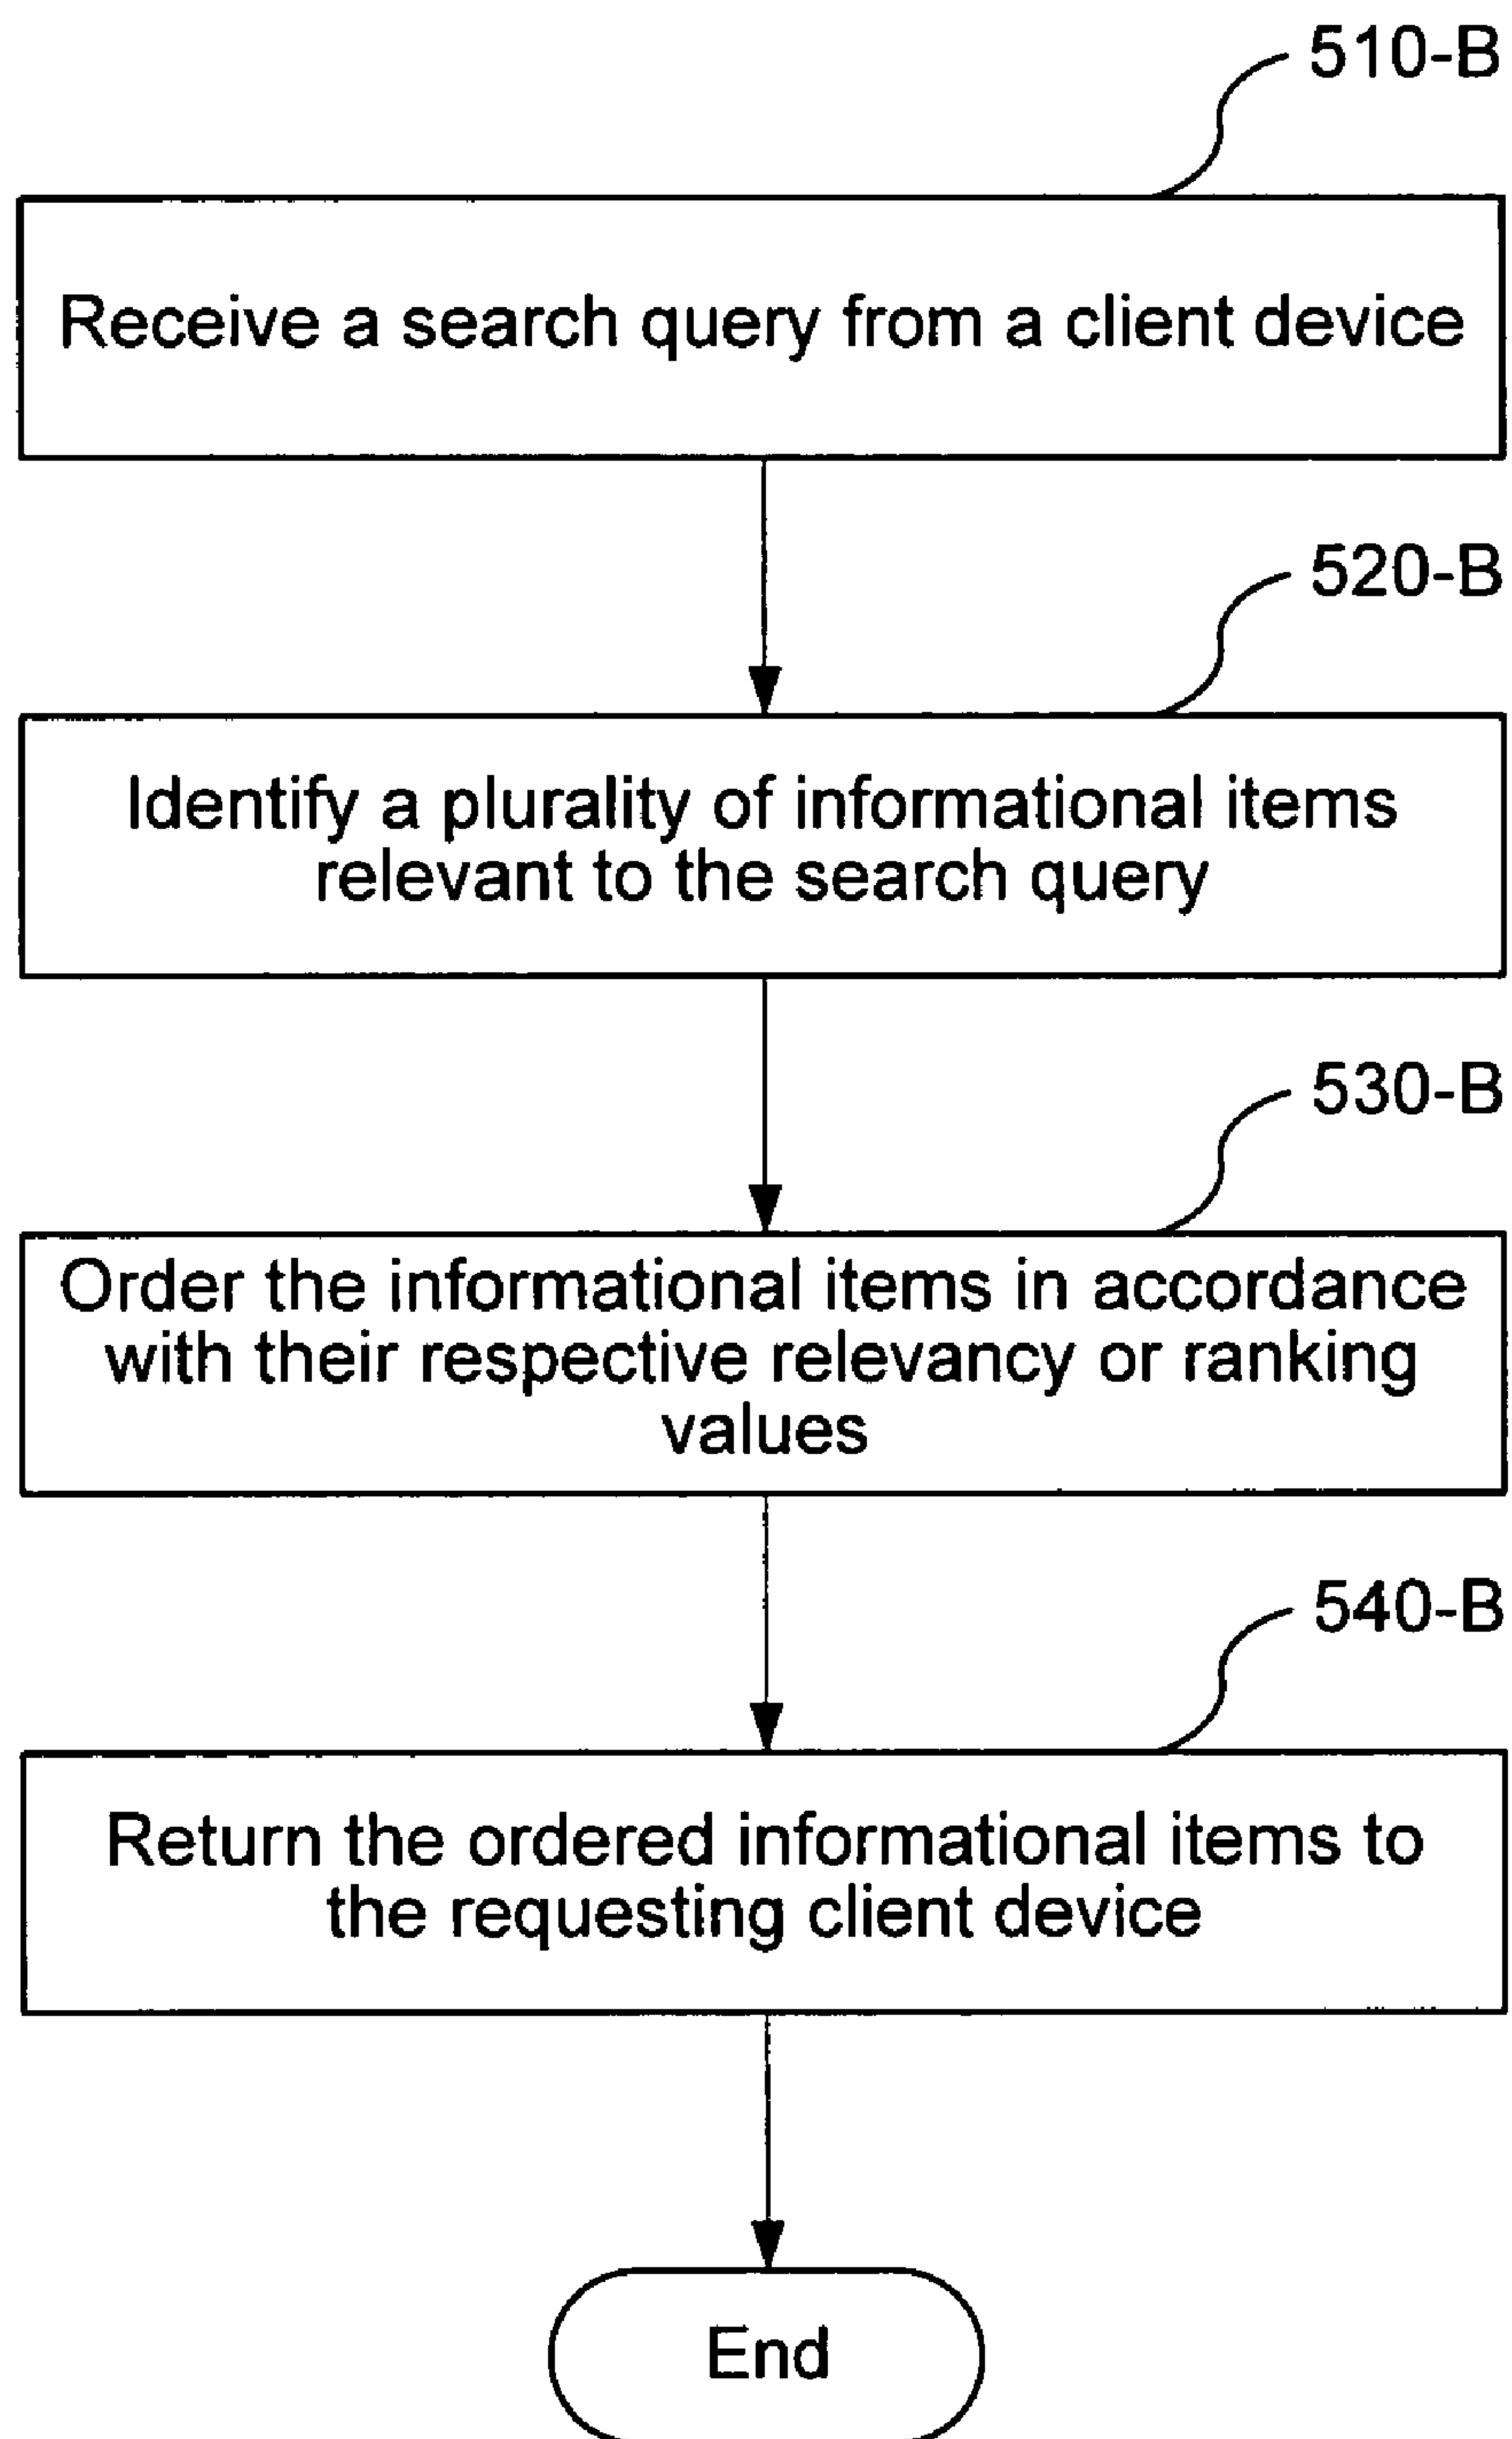 510-B
Receive a search query from a client device
520-B
Identify a plurality of informational items
relevant to the search query
530-B
Order the informational items in accordance
with their respective relevancy or ranking
values
540-B
Return the ordered informational items to
the requesting client device
End